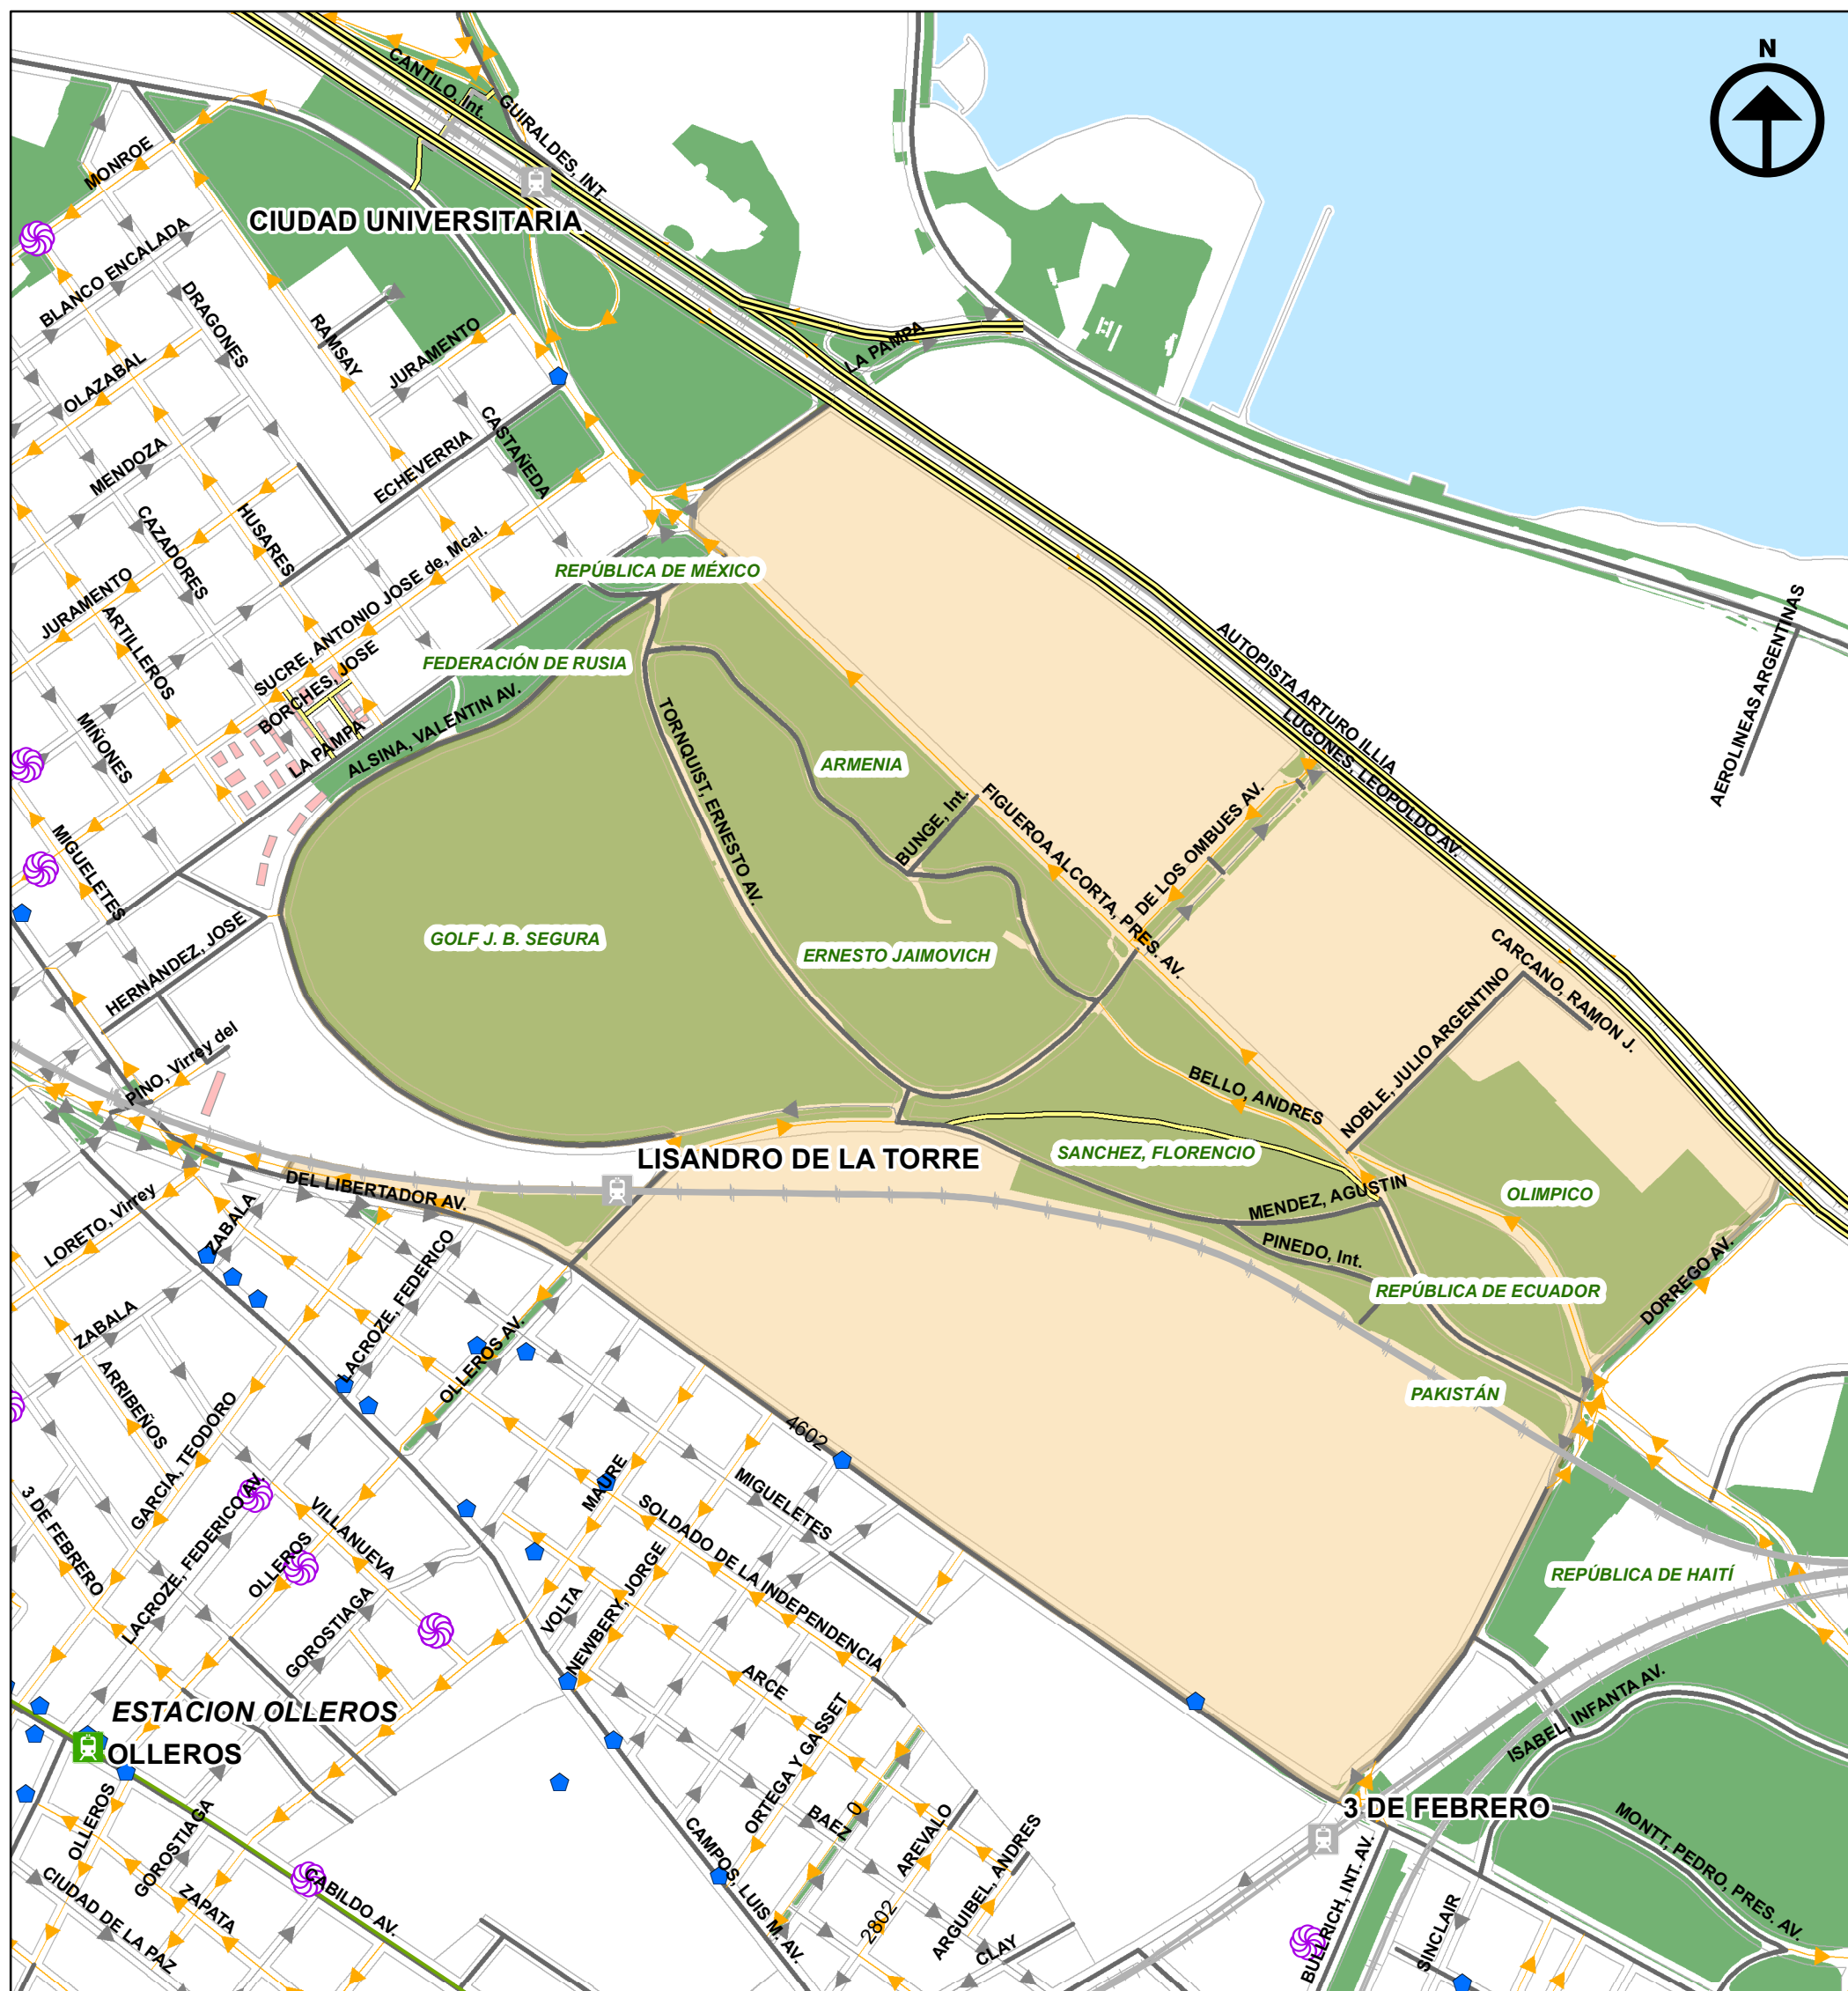 N
CANTILO, Int.
GUIRALDES, INT.
MONROE
CIUDAD UNIVERSITARIA
BLANCO ENCALADA
DRAGONES
RAMSAY
JURAMENTO
LA PAMPA
OLAZABAL
CASTAÑEDA
ECHEVERRIA
MENDOZA
CAZADORES
HUSARES
SUCRE, ANTONIO JOSE de, Mcal.
REPÚBLICA DE MÉXICO
JURAMENTO
ARTILLEROS
BORCHES, JOSE
FEDERACIÓN DE RUSIA
AEROLINEAS ARGENTINAS
AUTOPISTA ARTURO ILLIA
LUGONES, LEOPOLDO AV.
MIÑONES
LA PAMPA
ALSINA, VALENTIN AV.
TORNQUIST, ERNESTO AV.
ARMENIA
BUNGE, Int.
FIGUEROA ALCORTA, PRES. AV.
DE LOS OMBUES AV.
MIGUELETES
GOLF J. B. SEGURA
ERNESTO JAIMOVICH
HERNANDEZ, JOSE
CARCANO, RAMON J.
NOBLE, JULIO ARGENTINO
PINO, Virrey del
BELLO, ANDRES
LISANDRO DE LA TORRE
SANCHEZ, FLORENCIO
DEL LIBERTADOR AV.
MENDEZ, AGUSTIN
OLIMPICO
LORETO, Virrey
ZABALA
PINEDO, Int.
REPÚBLICA DE ECUADOR
DORREGO AV.
LACROZE, FEDERICO
ZABALA
OLLEROS AV.
ARRIBEÑOS
PAKISTÁN
GARCIA, TEODORO
4602
MAURE
MIGUELETES
3 DE FEBRERO
LACROZE, FEDERICO AV.
VILLANUEVA
SOLDADO DE LA INDEPENDENCIA
OLLEROS
REPÚBLICA DE HAITÍ
GOROSTIAGA
VOLTA
NEWBERY, JORGE
ARCE
ISABEL, INFANTA AV.
ESTACION OLLEROS
OLLEROS
ORTEGA Y GASSET
3 DE FEBRERO
OLLEROS
GOROSTIAGA
BAEZ
0
AREVALO
ARGUIBEL, ANDRES
MONTT, PEDRO, PRES. AV.
CIUDAD DE LA PAZ
ZAPATA
CABILDO AV.
CAMPOS, LUIS M. AV.
2802
CLAY
BULLRICH, INT. AV.
SINCLAIR